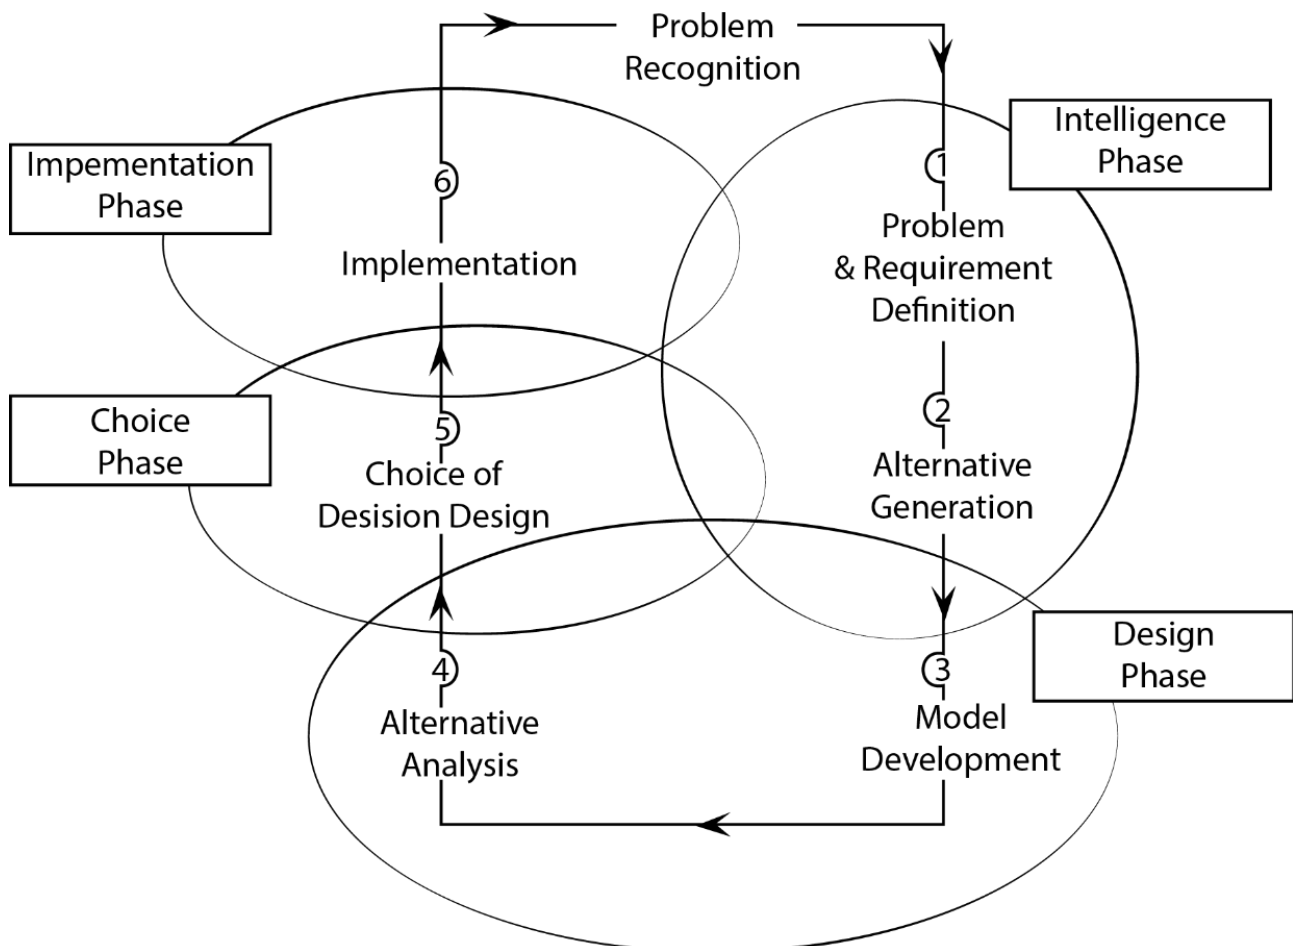 Problem
Recognition
Impementation
Phase
Intelligence
Phase
6
1
Implementation
Problem
& Requirement
Definition
Choice
Phase
5
2
Choice of
Desision Design
Alternative
Generation
4
3
Design
Phase
Alternative
Analysis
Model
Development